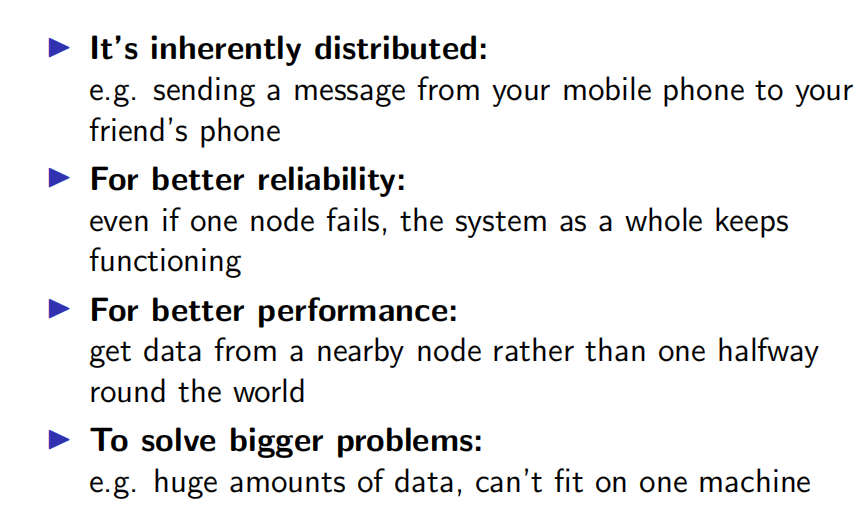 It's inherently distributed:
e.g. sending a message from your mobile phone to your
friend's phone
For better reliability:
even if one node fails, the system as a whole keeps
functioning
For better performance:
get data from a nearby node rather than one halfway
round the world
To solve bigger problems:
e.g. huge amounts of data, can't fit on one machine